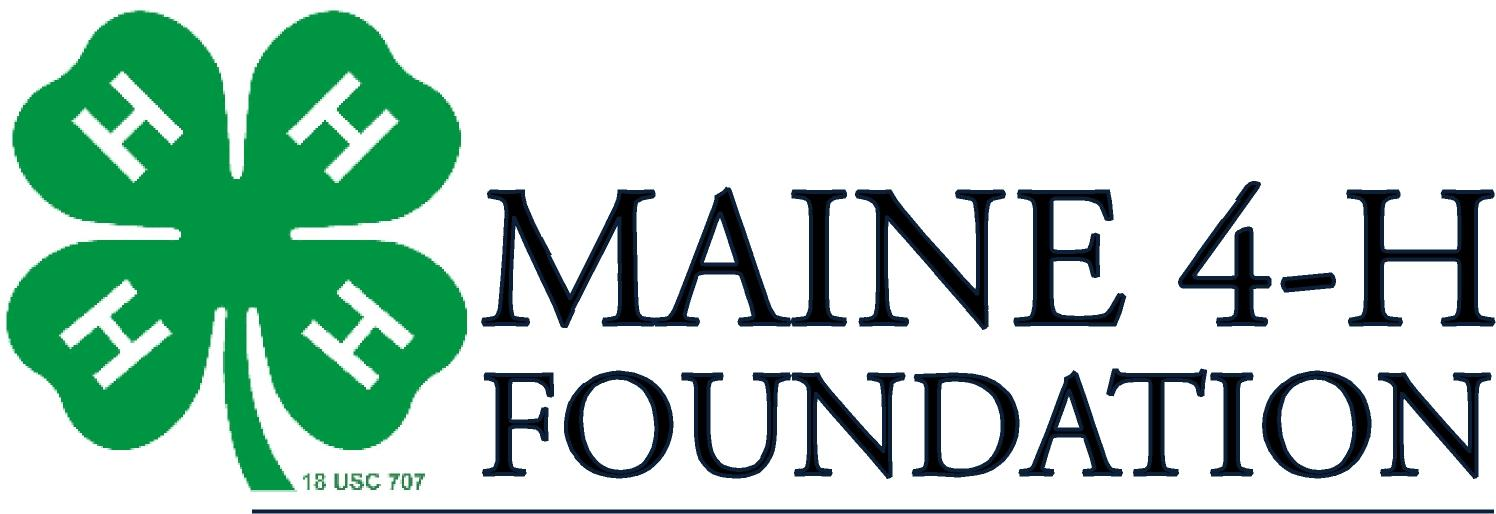 H H
H H
MAINE 4-H
FOUNDATION
18 USC 707